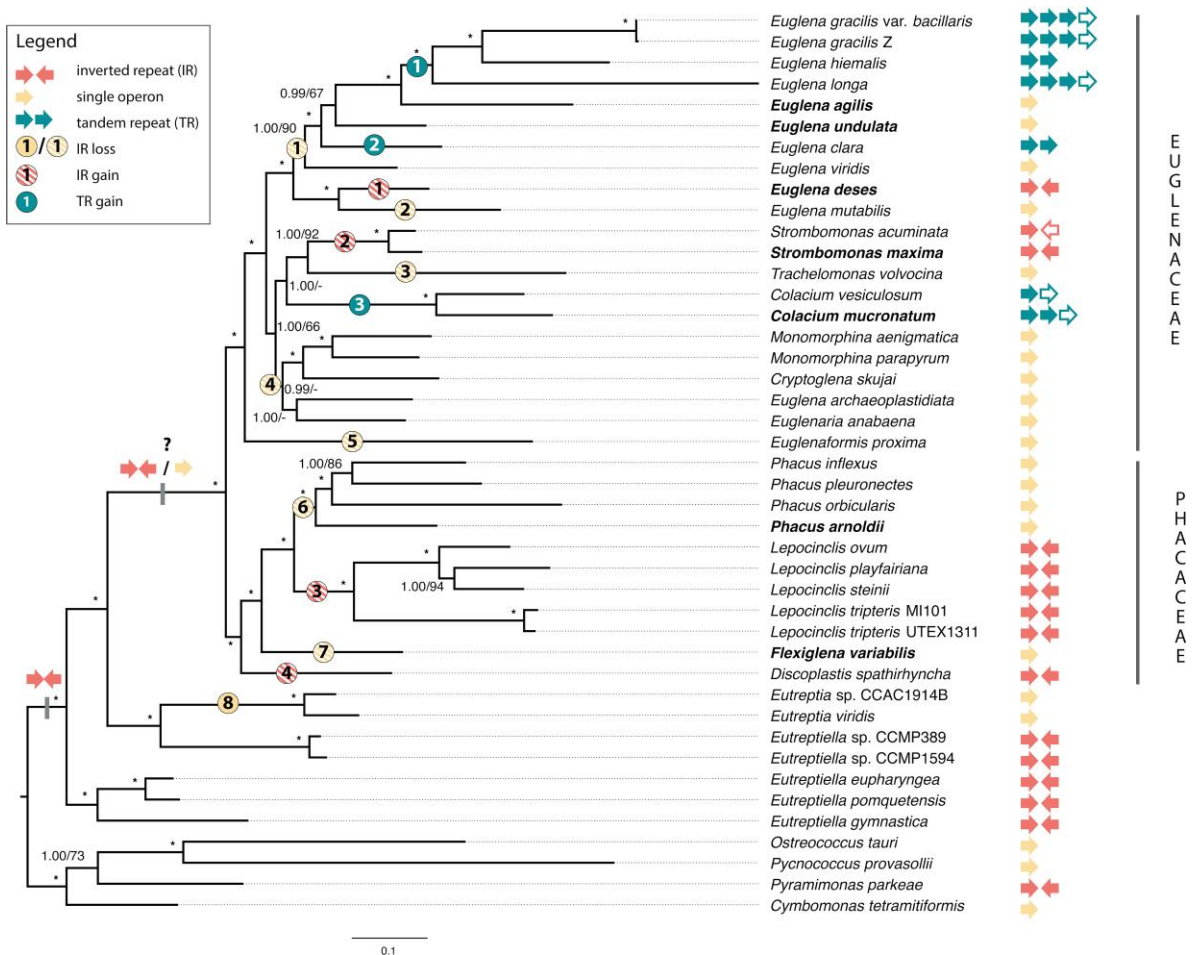 Legend
inverted repeat (IR)
single operon
tandem repeat (TR)
1 / 1 IR loss
1 IR gain
1 TR gain
* Euglena gracilis var. bacillaris
Euglena gracilis Z
* Euglena hiemalis
* 1 Euglena longa
* Euglena agilis
0.99/67 Euglena undulata
1.00/90 2 Euglena clara
1 Euglena viridis
* * 1 Euglena deses
2 Euglena mutabilis
1.00/92 2 * Strombomonas acuminata
* Strombomonas maxima
3 Trachelomonas volvocina
1.00/- * Colacium vesiculosum
3 Colacium mucronatum
1.00/66 * Monomorphina aenigmatica
* * Monomorphina parapyrum
4 Cryptoglena skujai
0.99/- Euglena archaeoplastidiata
1.00/- Euglenaria anabaena
5 Euglenaformis proxima
EUGLENACEAE
? /
1.00/86 Phacus inflexus
* * * Phacus pleuronectes
6 Phacus orbicularis
Phacus arnoldii
* Lepocinclis ovum
* Lepocinclis playfairiana
3 * 1.00/94 Lepocinclis steinii
* * Lepocinclis tripteris MI101
Lepocinclis tripteris UTEX1311
* 7 Flexiglena variabilis
4 Discoplastis spathirhyncha
PHACACEAE
* 8 * Eutreptia sp. CCAC1914B
* Eutreptia viridis
* Eutreptiella sp. CCMP389
Eutreptiella sp. CCMP1594
* Eutreptiella eupharyngea
* Eutreptiella pomquetensis
Eutreptiella gymnastica
* Ostreococcus tauri
1.00/73 Pycnococcus provasollii
* Pyramimonas parkeae
Cymbomonas tetramitiformis
0.1